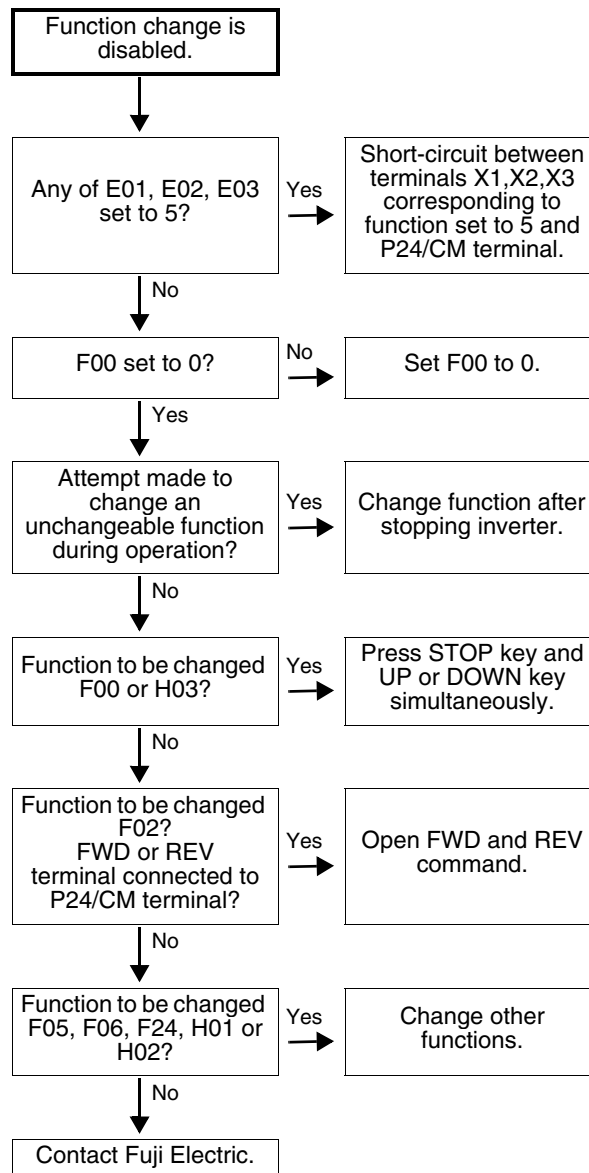 Function change is
disabled.
Any of E01, E02, E03
set to 5?
Yes
Short-circuit between
terminals X1,X2,X3
corresponding to
function set to 5 and
P24/CM terminal.
No
F00 set to 0?
No
Set F00 to 0.
Yes
Attempt made to
change an
unchangeable function
during operation?
Yes
Change function after
stopping inverter.
No
Function to be changed
F00 or H03?
Yes
Press STOP key and
UP or DOWN key
simultaneously.
No
Function to be changed
F02?
FWD or REV
terminal connected to
P24/CM terminal?
Yes
Open FWD and REV
command.
No
Function to be changed
F05, F06, F24, H01 or
H02?
Yes
Change other
functions.
No
Contact Fuji Electric.